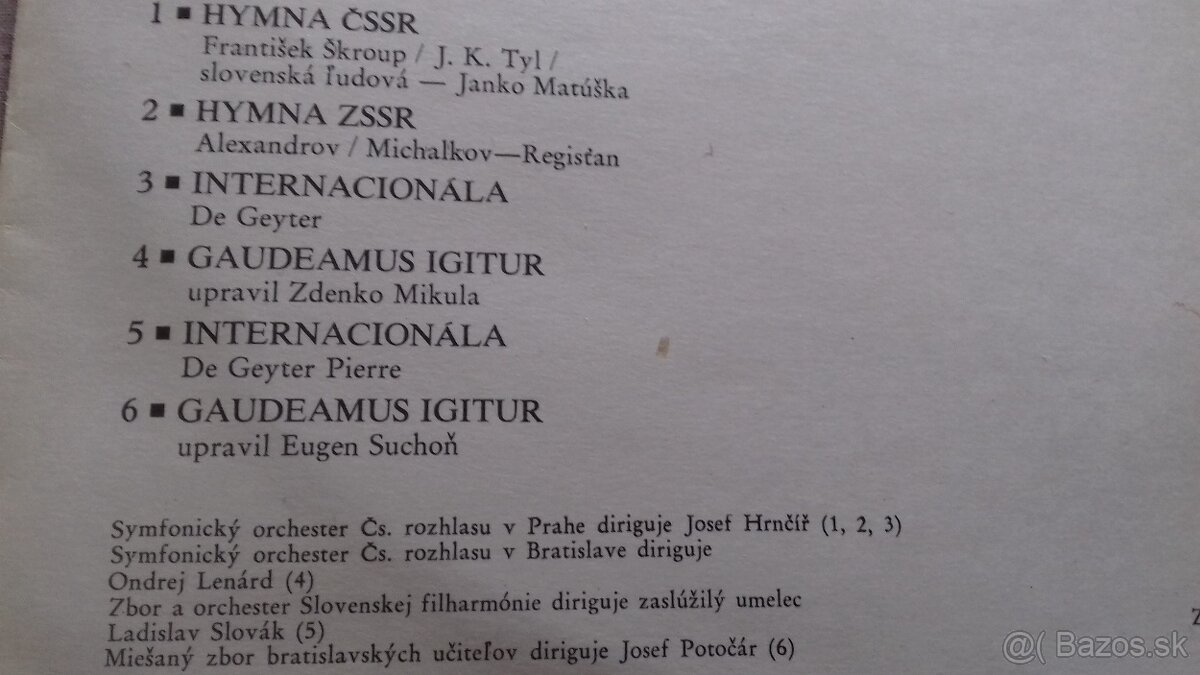 1 ■ HYMNA ČSSR
František Škroup / J. K. Tyl /
slovenská ľudová — Janko Matúška
2 ■ HYMNA ZSSR
Alexandrov / Michalkov—Registan
3 ■ INTERNACIONÁLA
De Geyter
4 ■ GAUDEAMUS IGITUR
upravil Zdenko Mikula
5 ■ INTERNACIONÁLA
De Geyter Pierre
6 ■ GAUDEAMUS IGITUR
upravil Eugen Suchoň
Symfonický orchester Čs. rozhlasu v Prahe diriguje Josef Hrnčíř (1, 2, 3)
Symfonický orchester Čs. rozhlasu v Bratislave diriguje
Ondrej Lenárd (4)
Zbor a orchester Slovenskej filharmónie diriguje zaslúžilý umelec
Ladislav Slovák (5)
Miešaný zbor bratislavských učiteľov diriguje Josef Potočár (6)
Z
@( Bazos.sk